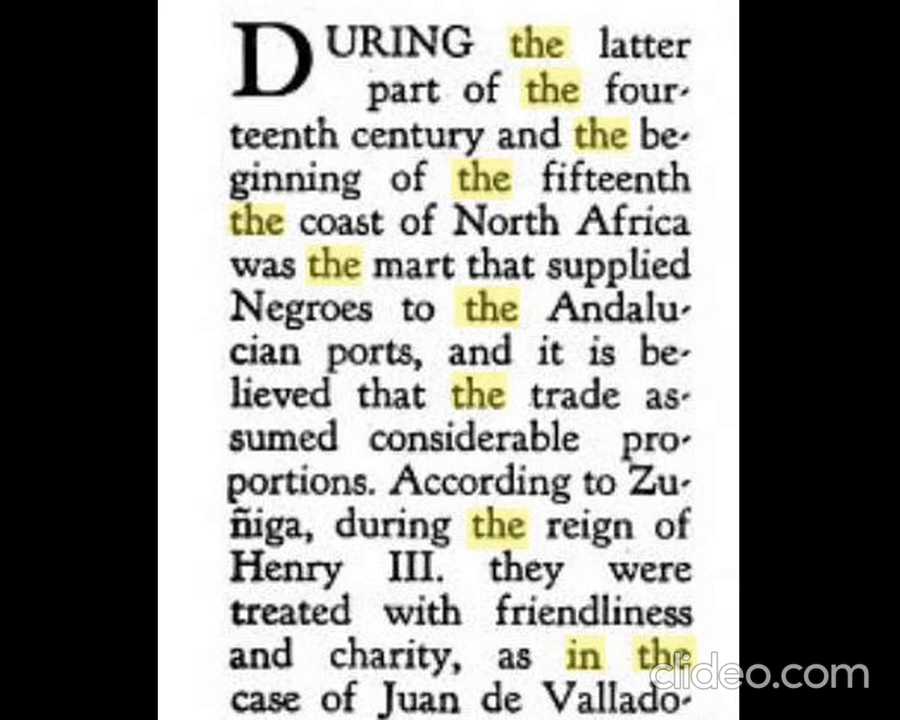 DURING the latter
part of the four-
teenth century and the be-
ginning of the fifteenth
the coast of North Africa
was the mart that supplied
Negroes to the Andalu-
cian ports, and it is be-
lieved that the trade as-
sumed considerable pro-
portions. According to Zu-
ñiga, during the reign of
Henry III. they were
treated with friendliness
and charity, as in the
clideo.com
case of Juan de Vallado-